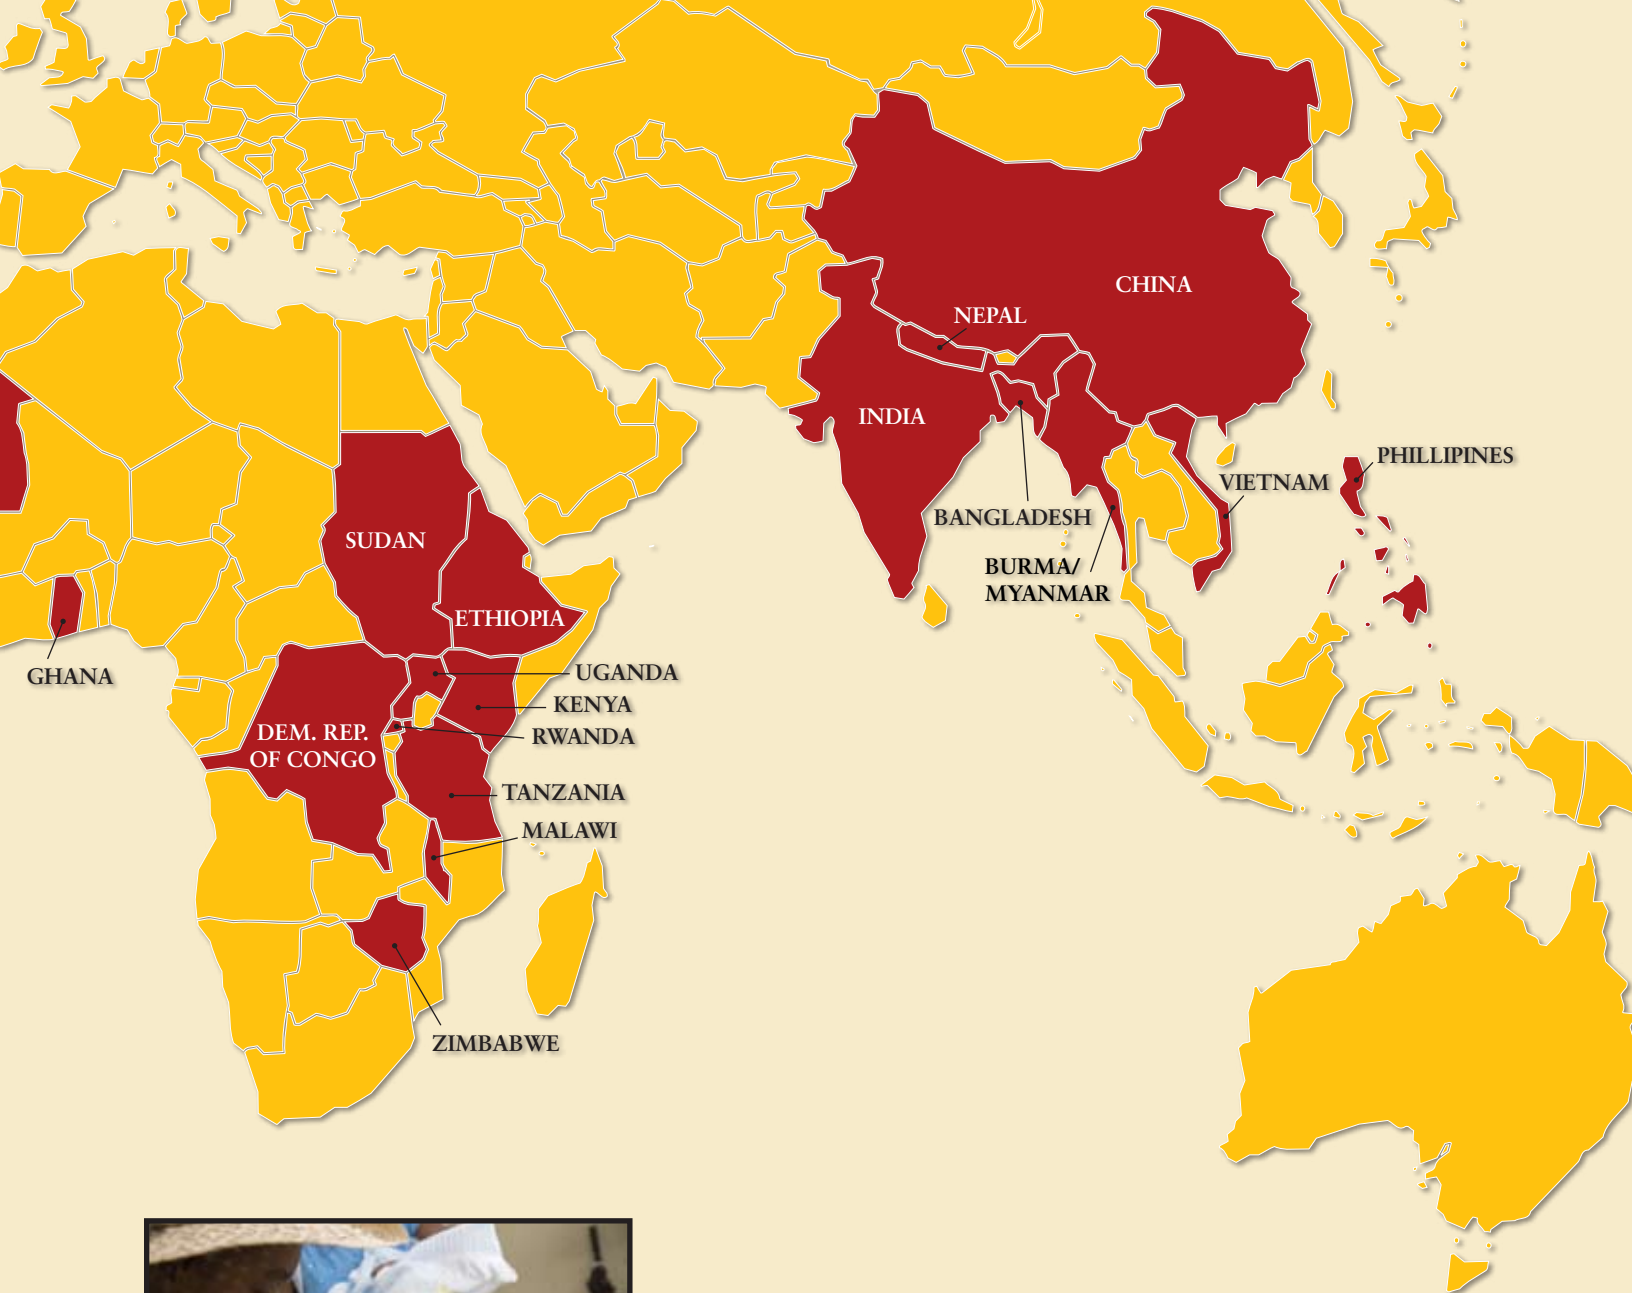 CHINA
NEPAL
INDIA
PHILLIPINES
VIETNAM
BANGLADESH
SUDAN
BURMA/
MYANMAR
ETHIOPIA
GHANA
UGANDA
KENYA
DEM. REP.
OF CONGO
RWANDA
TANZANIA
MALAWI
ZIMBABWE